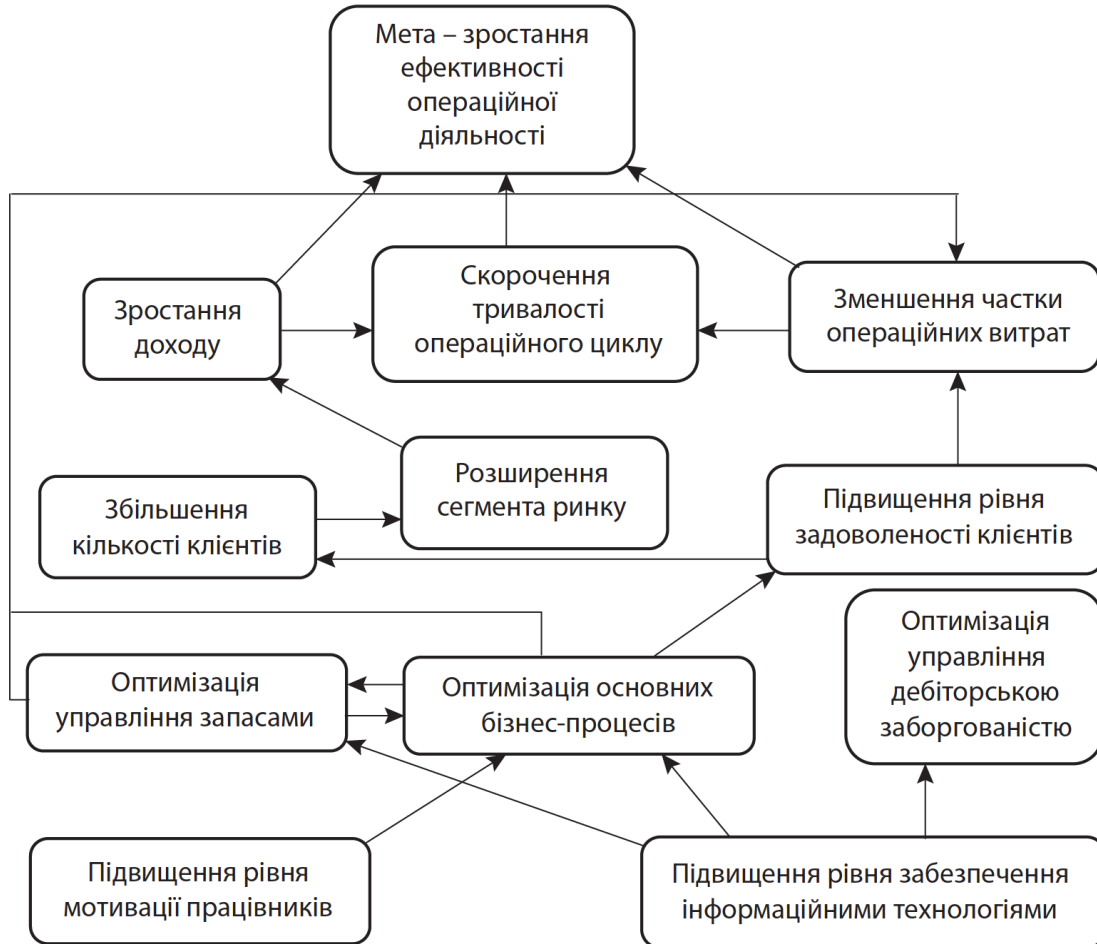 Мета – зростання
ефективності
операційної
діяльності
Зростання
доходу
Скорочення
тривалості
операційного циклу
Зменшення частки
операційних витрат
Збільшення
кількості клієнтів
Розширення
сегмента ринку
Підвищення рівня
задоволеності клієнтів
Оптимізація
управління запасами
Оптимізація основних
бізнес-процесів
Оптимізація
управління
дебіторською
заборгованістю
Підвищення рівня
мотивації працівників
Підвищення рівня забезпечення
інформаційними технологіями